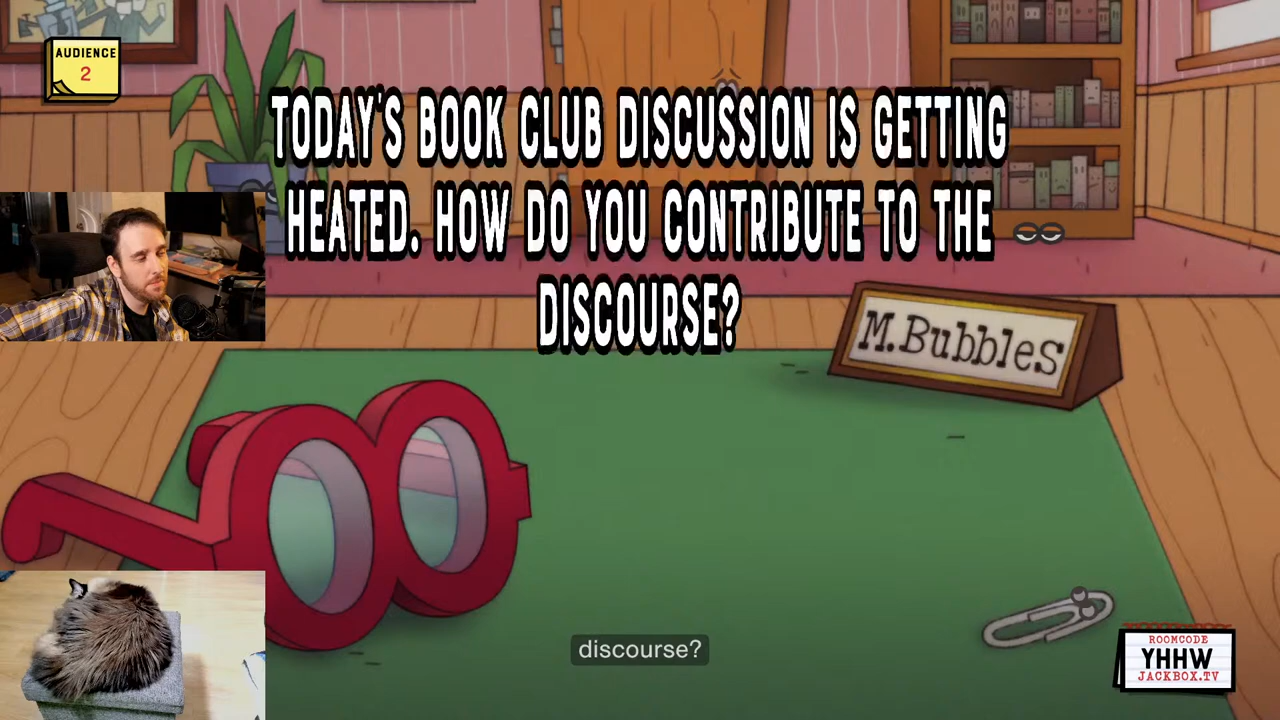 AUDIENCE
2
TODAY'S BOOK CLUB DISCUSSION IS GETTING
HEATED. HOW DO YOU CONTRIBUTE TO THE
DISCOURSE?
M.Bubbles
discourse?
ROOMCODE
YHHW
JACKBOX.TV